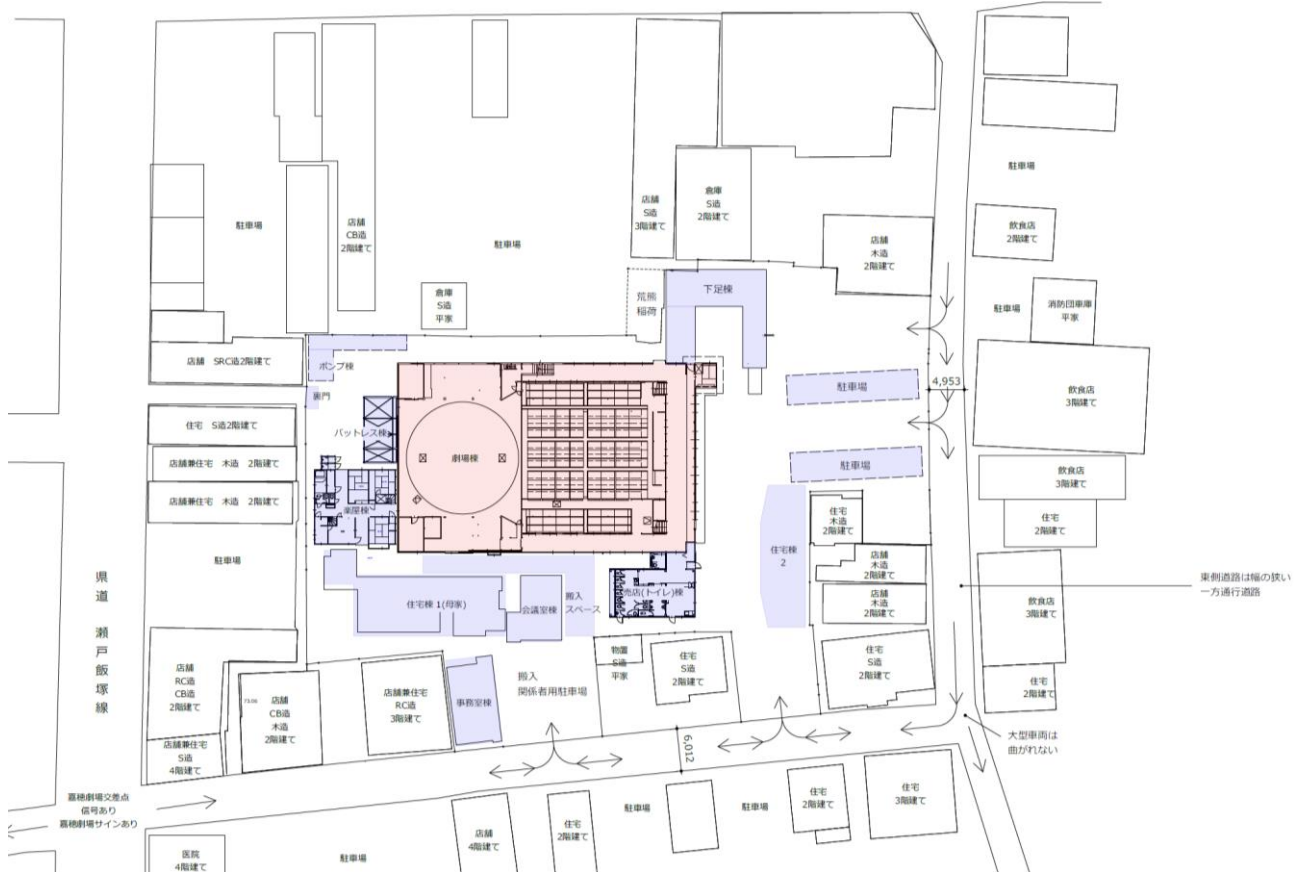 駐車場
店舗
CB造
2階建て
駐車場
倉庫
S造
平家
店舗
S造
3階建て
倉庫
S造
2階建て
店舗
木造
2階建て
駐車場
飲食店
2階建て
駐車場
消防団車庫
平家
飲食店
3階建て
荒熊
稲荷
下足棟
店舗 SRC造2階建て
ポンプ棟
裏門
バットレス棟
劇場棟
楽屋棟
駐車場
駐車場
4,953
住宅 S造2階建て
店舗兼住宅 木造 2階建て
店舗兼住宅 木造 2階建て
駐車場
飲食店
3階建て
住宅
2階建て
住宅棟
2
住宅
木造
2階建て
店舗
木造
2階建て
店舗
木造
2階建て
東側道路は幅の狭い
一方通行道路
飲食店
3階建て
住宅
2階建て
県道 瀬戸飯塚線
住宅棟 1(母家)
会議室棟
搬入
スペース
売店(トイレ)棟
物置
S造
平家
住宅
S造
2階建て
住宅
S造
2階建て
店舗
RC造
CB造
2階建て
店舗兼住宅
S造
4階建て
店舗
CB造
木造
2階建て
店舗兼住宅
RC造
3階建て
事務室棟
搬入
関係者用駐車場
6,012
大型車両は
曲がれない
嘉穂劇場交差点
信号あり
嘉穂劇場サインあり
医院
4階建て
駐車場
店舗
4階建て
住宅
2階建て
駐車場
駐車場
住宅
2階建て
住宅
3階建て